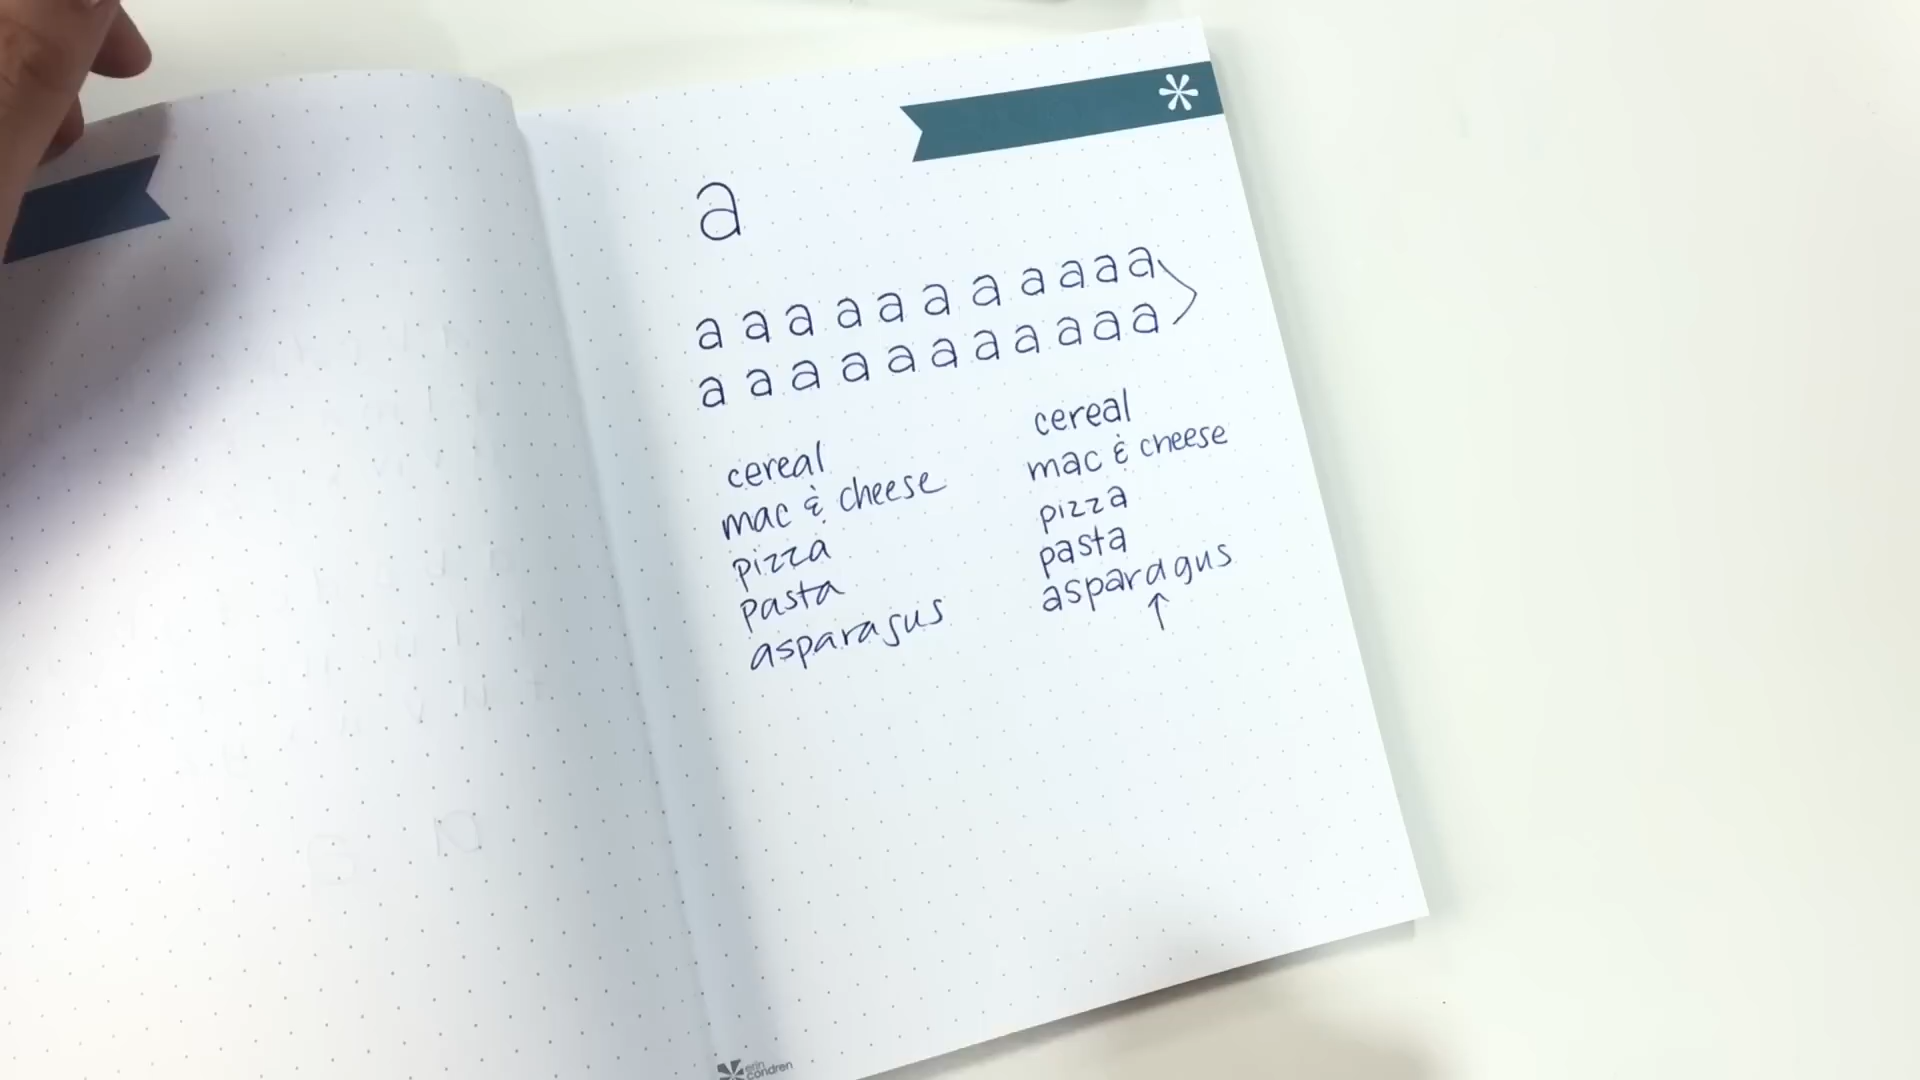 a
a a a a a a a a a a a
a a a a a a a a a a a
cereal
mac & cheese
pizza
pasta
asparagus
cereal
mac & cheese
pizza
pasta
asparagus
erin
condren